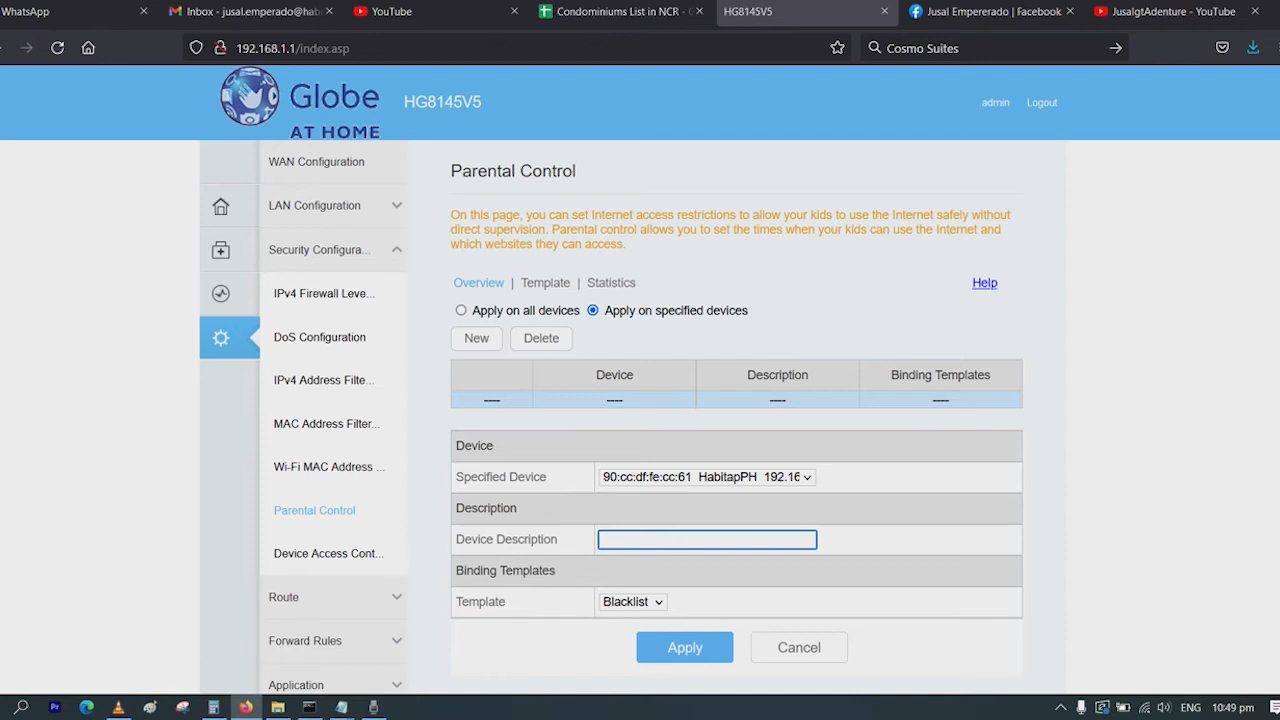 WhatsApp
Inbox - jusal.emperado@hab
YouTube
Condominiums List in NCR - G
HG8145V5
Jusal Empererado | Facebook
JusalgtAdenture - YouTube
192.168.1.1/index.asp
Cosmo Suites
Globe
AT HOME
HG8145V5
admin
Logout
WAN Configuration
LAN Configuration
Security Configura...
IPv4 Firewall Leve...
DoS Configuration
IPv4 Address Filte...
MAC Address Filter...
Wi-Fi MAC Address ...
Parental Control
Device Access Cont...
Route
Forward Rules
Application
Parental Control
On this page, you can set Internet access restrictions to allow your kids to use the Internet safely without
direct supervision. Parental control allows you to set the times when your kids can use the Internet and
which websites they can access.
Overview | Template | Statistics
Help
Apply on all devices Apply on specified devices
New Delete
Device Description Binding Templates
---- ---- ---- ----
Device
Specified Device 90:cc:df:fe:cc:61 HabitapPH 192.16
Description
Device Description
Binding Templates
Template Blacklist
Apply Cancel
Pr
ENG 10:49 pm